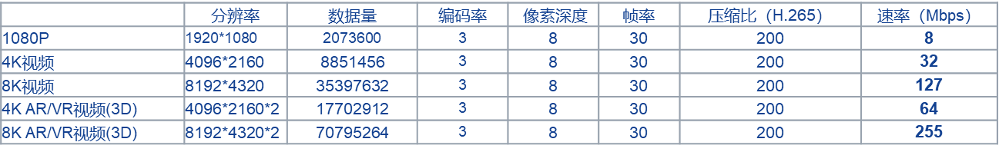 分辨率 数据量 编码率 像素深度 帧率 压缩比（H.265） 速率（Mbps）
1080P 1920*1080 2073600 3 8 30 200 8
4K视频 4096*2160 8851456 3 8 30 200 32
8K视频 8192*4320 35397632 3 8 30 200 127
4K AR/VR视频(3D) 4096*2160*2 17702912 3 8 30 200 64
8K AR/VR视频(3D) 8192*4320*2 70795264 3 8 30 200 255